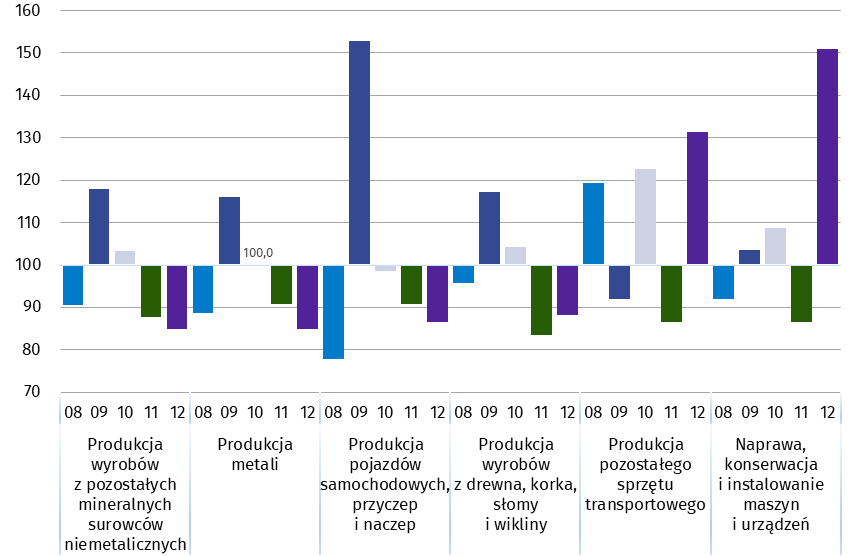 160
150
140
130
120
110
100
90
80
70
100,0
08 09 10 11 12 08 09 10 11 12 08 09 10 11 12 08 09 10 11 12 08 09 10 11 12 08 09 10 11 12
Produkcja
wyrobów
z pozostałych
mineralnych
surowców
niemetalicznych
Produkcja
metali
Produkcja
pojazdów
samochodowych,
przyczep
i naczep
Produkcja
wyrobów
z drewna, korka,
słomy
i wikliny
Produkcja
pozostałego
sprzętu
transportowego
Naprawa,
konserwacja
i instalowanie
maszyn
i urządzeń